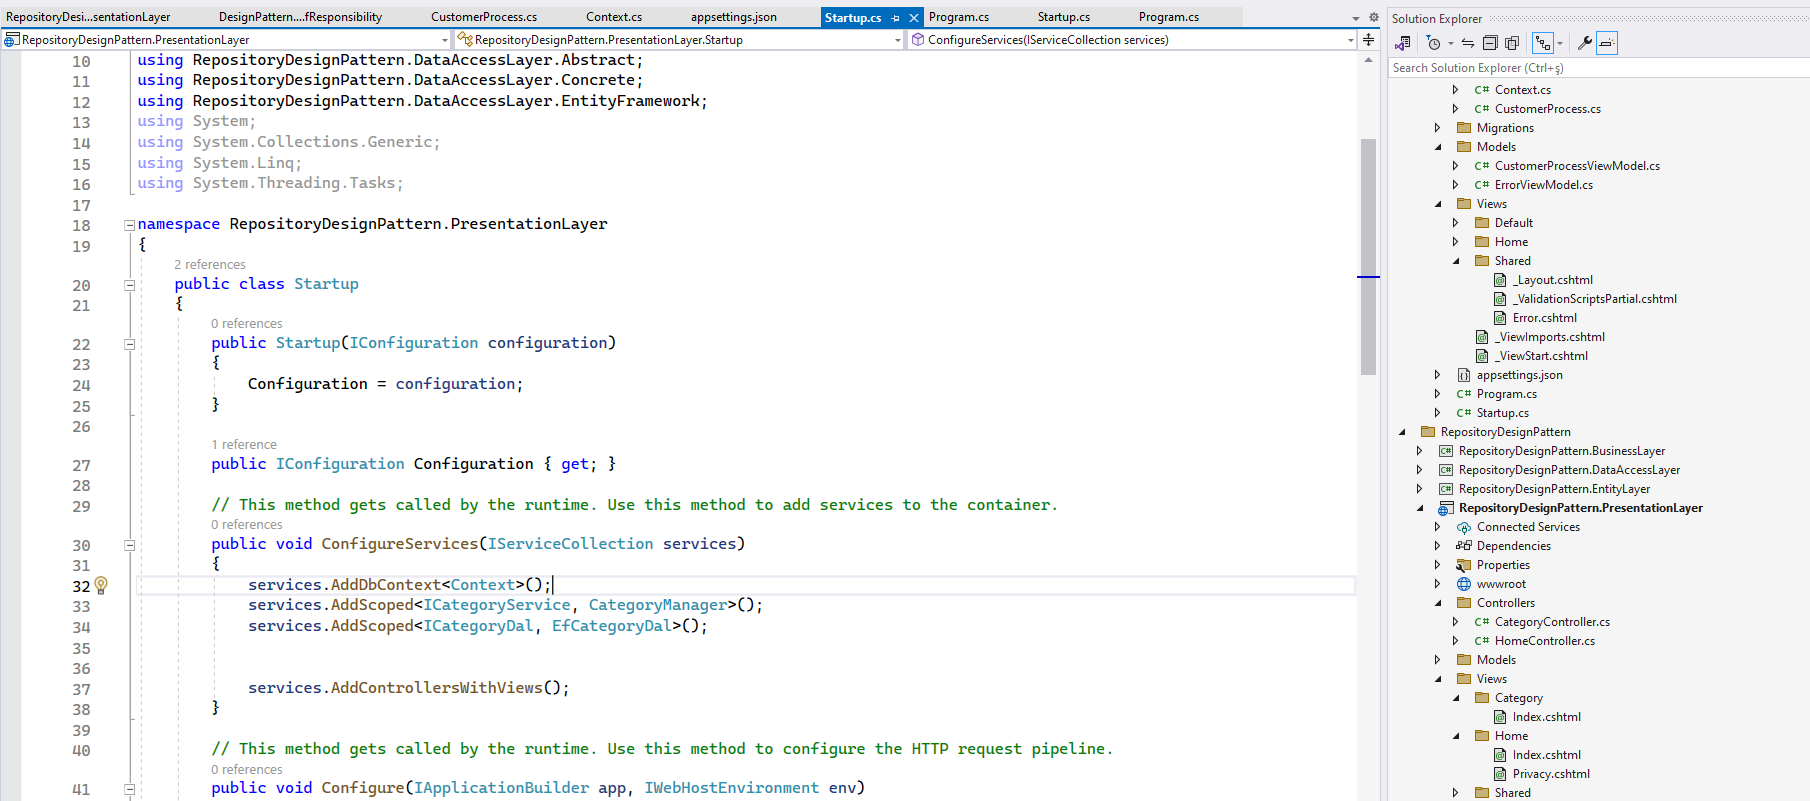 RepositoryDesi...sentationLayer DesignPattern....fResponsibility CustomerProcess.cs Context.cs appsettings.json Startup.cs Program.cs Startup.cs Program.cs
RepositoryDesignPattern.PresentationLayer RepositoryDesignPattern.PresentationLayer.Startup ConfigureServices(IServiceCollection services)
10 using RepositoryDesignPattern.DataAccessLayer.Abstract;
11 using RepositoryDesignPattern.DataAccessLayer.Concrete;
12 using RepositoryDesignPattern.DataAccessLayer.EntityFramework;
13 using System;
14 using System.Collections.Generic;
15 using System.Linq;
16 using System.Threading.Tasks;
17
18 namespace RepositoryDesignPattern.PresentationLayer
19 {
2 references
20 public class Startup
21 {
0 references
22 public Startup(IConfiguration configuration)
23 {
24 Configuration = configuration;
25 }
26
1 reference
27 public IConfiguration Configuration { get; }
28
29 // This method gets called by the runtime. Use this method to add services to the container.
0 references
30 public void ConfigureServices(IServiceCollection services)
31 {
32 services.AddDbContext<Context>();
33 services.AddScoped<ICategoryService, CategoryManager>();
34 services.AddScoped<ICategoryDal, EfCategoryDal>();
35
36
37 services.AddControllersWithViews();
38 }
39
40 // This method gets called by the runtime. Use this method to configure the HTTP request pipeline.
0 references
41 public void Configure(IApplicationBuilder app, IWebHostEnvironment env)
Solution Explorer
Search Solution Explorer (Ctrl+ş)
C# Context.cs
C# CustomerProcess.cs
Migrations
Models
C# CustomerProcessViewModel.cs
C# ErrorViewModel.cs
Views
Default
Home
Shared
_Layout.cshtml
_ValidationScriptsPartial.cshtml
Error.cshtml
_ViewImports.cshtml
_ViewStart.cshtml
appsettings.json
C# Program.cs
C# Startup.cs
RepositoryDesignPattern
RepositoryDesignPattern.BusinessLayer
RepositoryDesignPattern.DataAccessLayer
RepositoryDesignPattern.EntityLayer
RepositoryDesignPattern.PresentationLayer
Connected Services
Dependencies
Properties
wwwroot
Controllers
C# CategoryController.cs
C# HomeController.cs
Models
Views
Category
Index.cshtml
Home
Index.cshtml
Privacy.cshtml
Shared